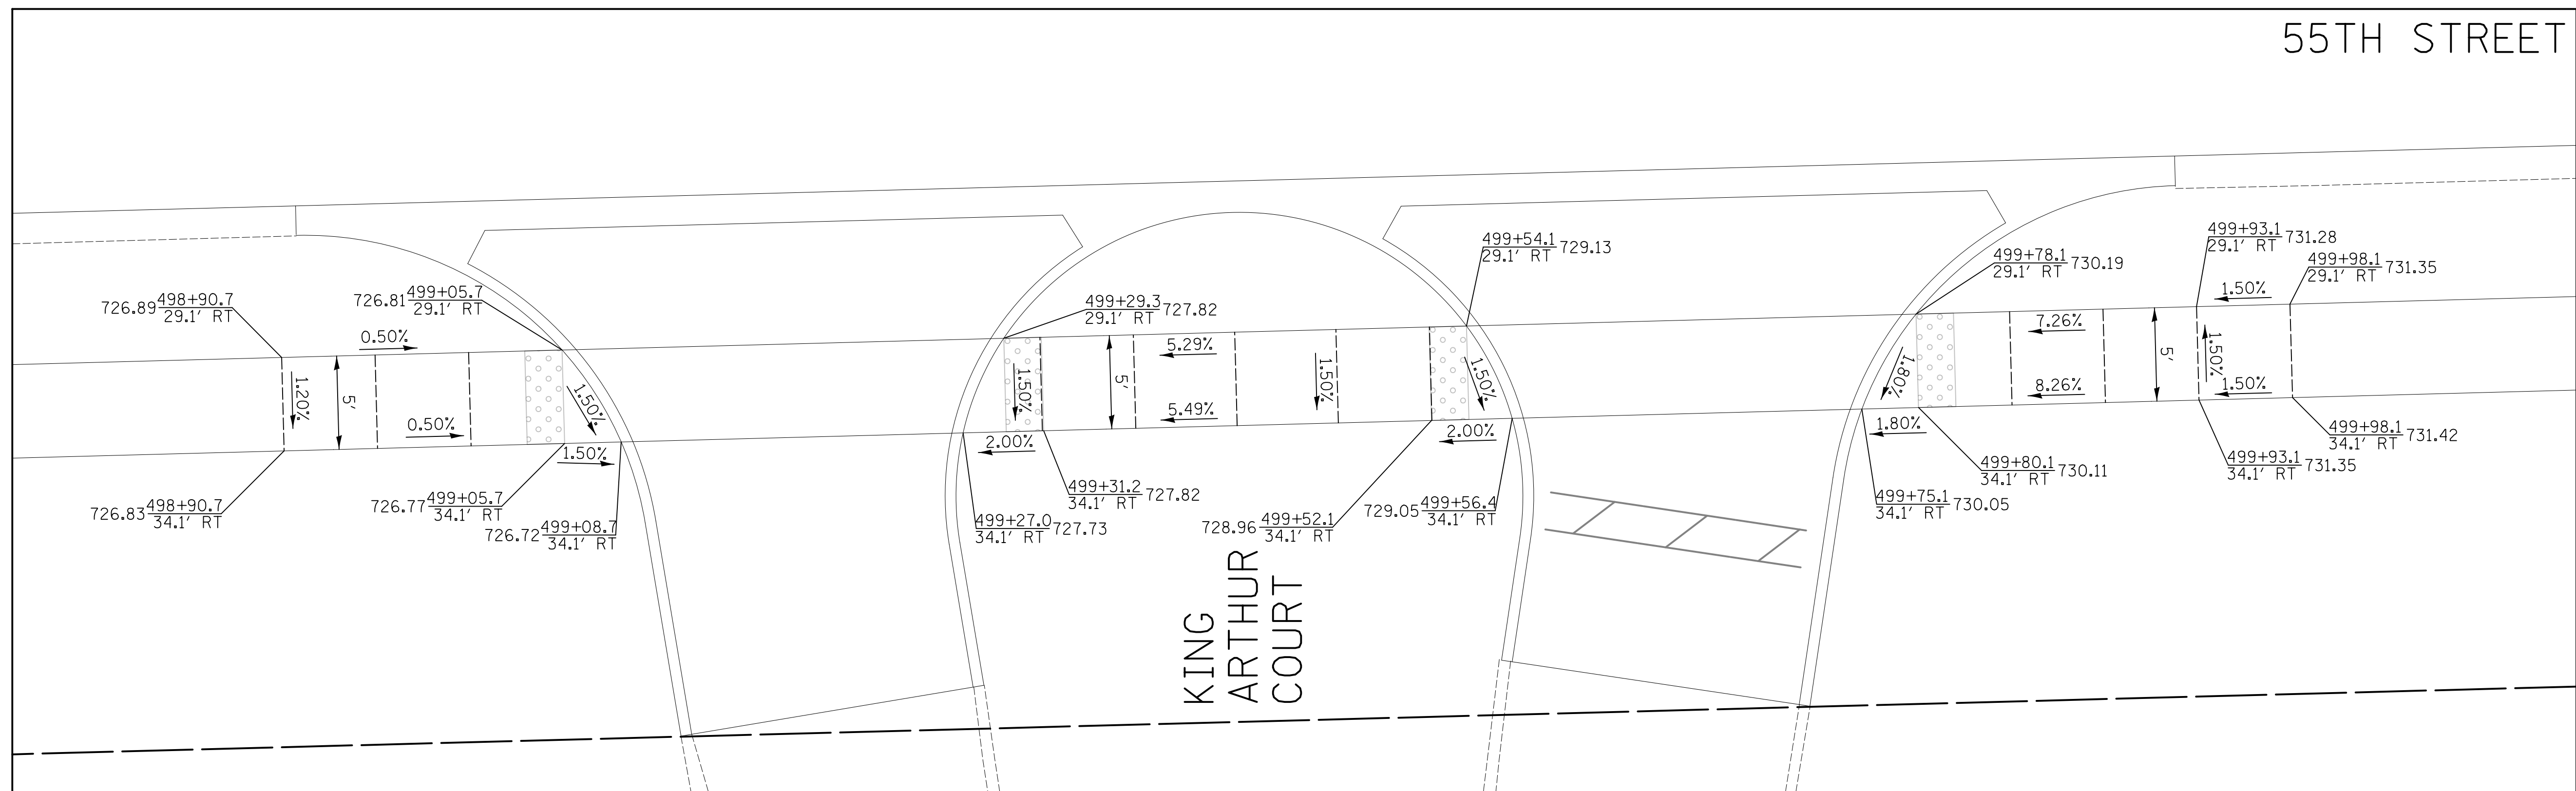 55TH STREET
499+54.1
29.1' RT
729.13
499+93.1
29.1' RT
731.28
499+78.1
29.1' RT
730.19
499+98.1
29.1' RT
731.35
726.89
498+90.7
29.1' RT
726.81
499+05.7
29.1' RT
499+29.3
29.1' RT
727.82
1.50%
0.50%
5.29%
7.26%
1.20%
5'
1.50%
1.50%
5'
1.50%
1.50%
1.80%
5'
1.50%
0.50%
5.49%
8.26%
1.50%
1.50%
2.00%
2.00%
1.80%
499+98.1
34.1' RT
731.42
726.83
498+90.7
34.1' RT
726.77
499+05.7
34.1' RT
726.72
499+08.7
34.1' RT
499+31.2
34.1' RT
727.82
499+27.0
34.1' RT
727.73
728.96
499+52.1
34.1' RT
729.05
499+56.4
34.1' RT
499+80.1
34.1' RT
730.11
499+75.1
34.1' RT
730.05
499+93.1
34.1' RT
731.35
KING
ARTHUR
COURT